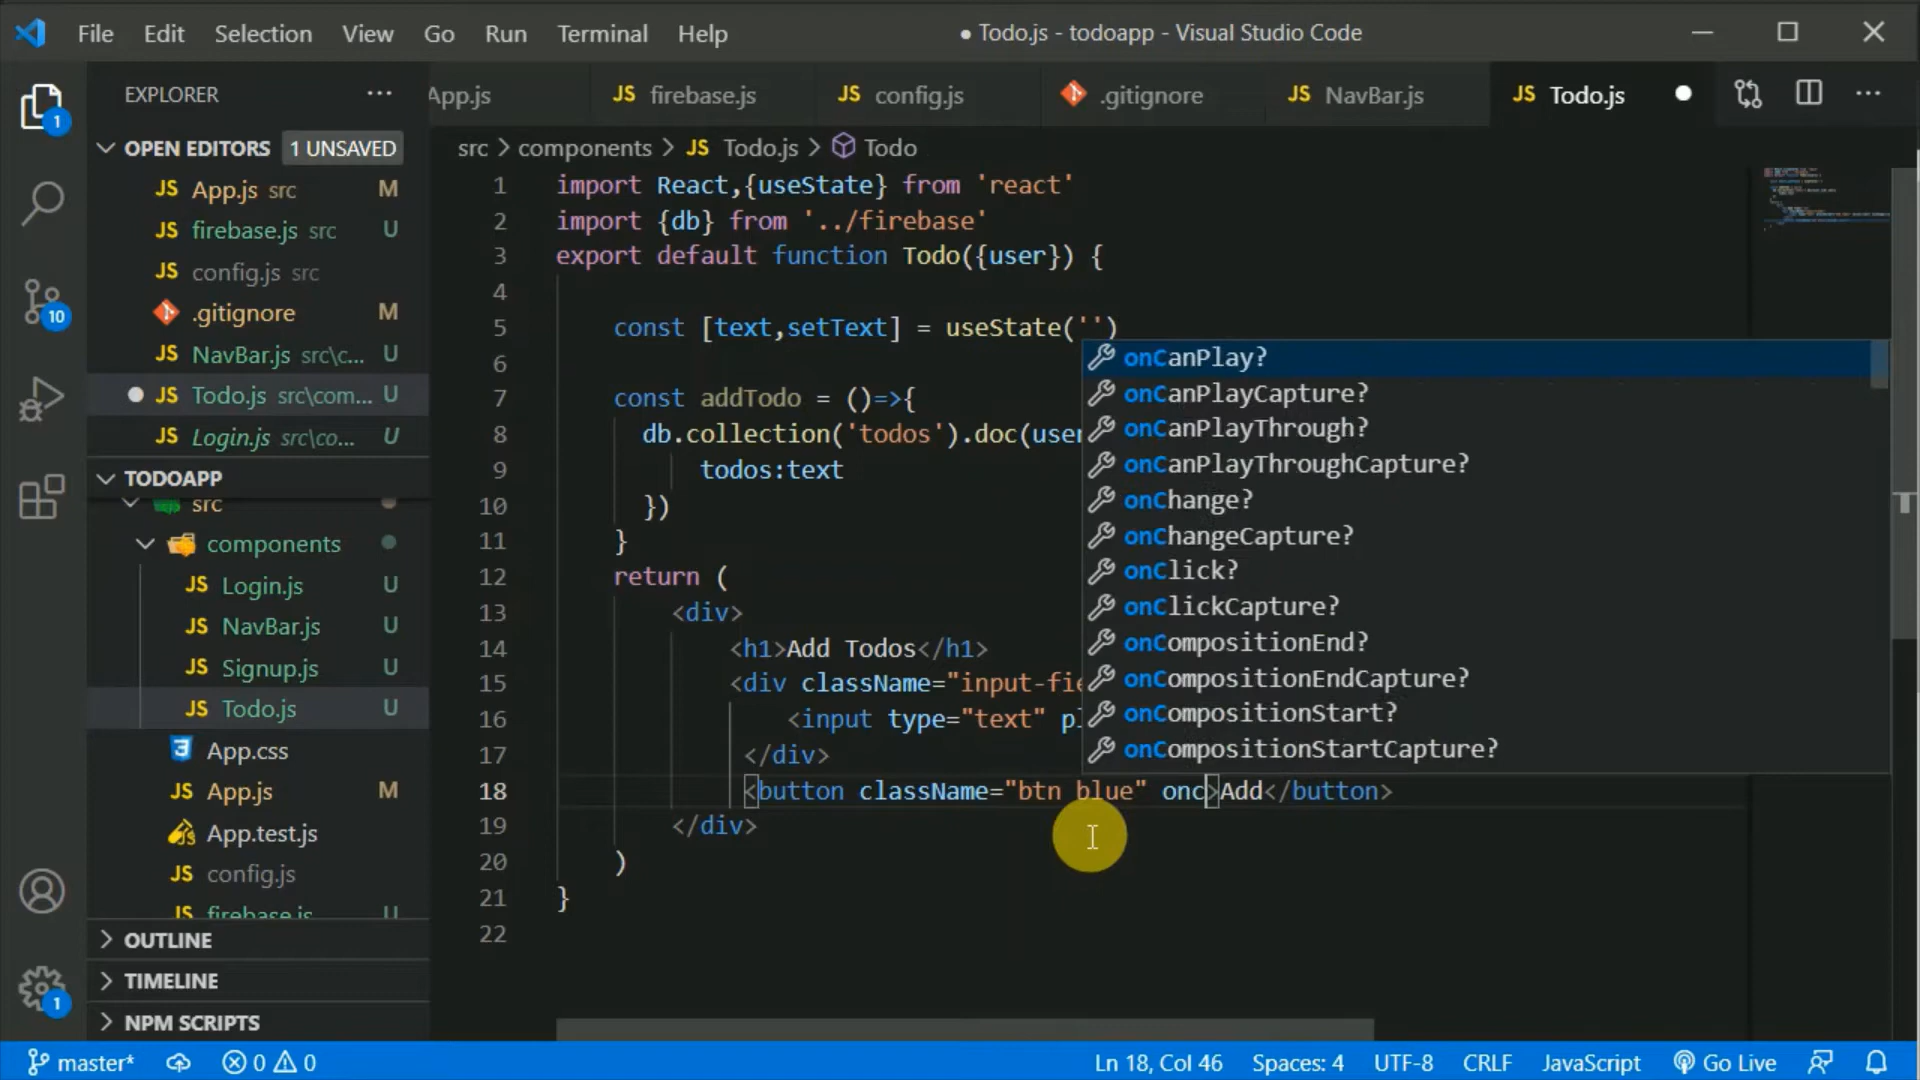 File Edit Selection View Go Run Terminal Help
● Todo.js - todoapp - Visual Studio Code
EXPLORER ...
App.js
JS firebase.js
JS config.js
.gitignore
JS NavBar.js
JS Todo.js
...
OPEN EDITORS 1 UNSAVED
JS App.js src M
JS firebase.js src U
JS config.js src
.gitignore M
JS NavBar.js src\c... U
JS Todo.js src\com... U
JS Login.js src\co... U
TODOAPP
src
components
JS Login.js U
JS NavBar.js U
JS Signup.js U
JS Todo.js U
App.css
JS App.js M
App.test.js
JS config.js
JS firebase.js U
OUTLINE
TIMELINE
NPM SCRIPTS
1
10
1
src > components > JS Todo.js > Todo
1 import React,{useState} from 'react'
2 import {db} from '../firebase'
3 export default function Todo({user}) {
4
5 const [text,setText] = useState('')
6
7 const addTodo = ()=>{
8 db.collection('todos').doc(user
9 todos:text
10 })
11 }
12 return (
13 <div>
14 <h1>Add Todos</h1>
15 <div className="input-fie
16 <input type="text" pl
17 </div>
18 <button className="btn blue" onc>Add</button>
19 </div>
20 )
21 }
22
onCanPlay?
onCanPlayCapture?
onCanPlayThrough?
onCanPlayThroughCapture?
onChange?
onChangeCapture?
onClick?
onClickCapture?
onCompositionEnd?
onCompositionEndCapture?
onCompositionStart?
onCompositionStartCapture?
master* 0 0 Ln 18, Col 46 Spaces: 4 UTF-8 CRLF JavaScript Go Live